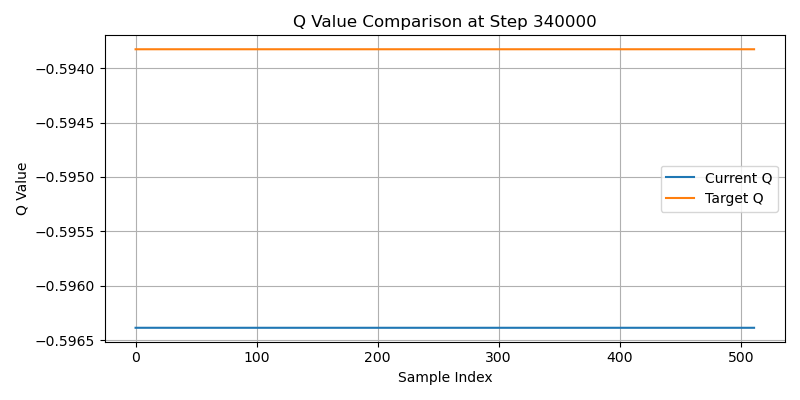 Q Value Comparison at Step 340000
−0.5940
−0.5945
−0.5950
−0.5955
−0.5960
−0.5965
Q Value
Current Q
Target Q
0 100 200 300 400 500
Sample Index